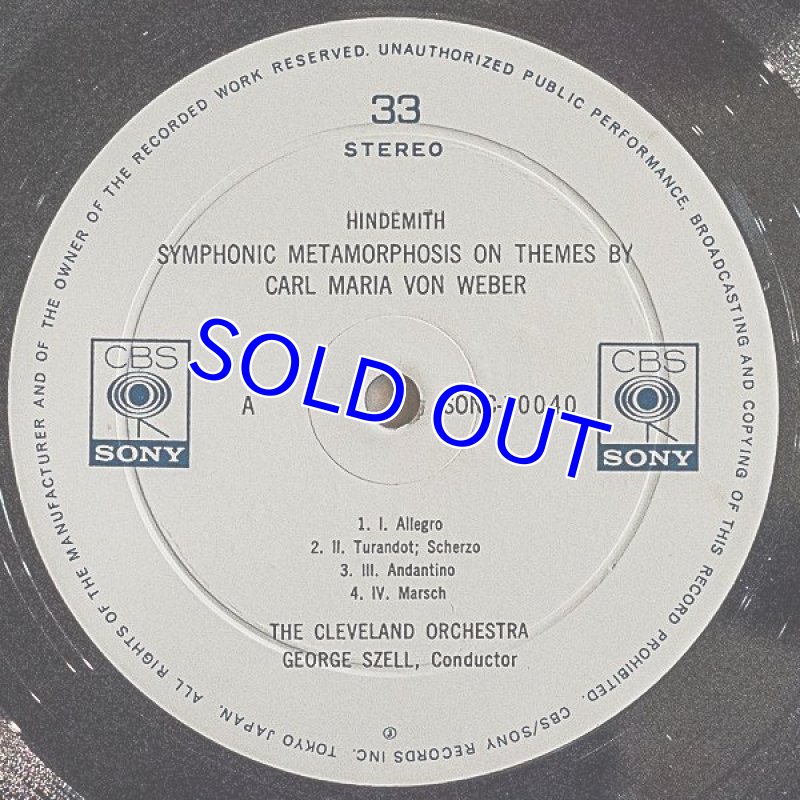 ALL RIGHTS OF THE MANUFACTURER AND OF THE OWNER OF THE RECORDED WORK RESERVED. UNAUTHORIZED PUBLIC PERFORMANCE, BROADCASTING AND COPYING OF THIS RECORD PROHIBITED. CBS/SONY RECORDS INC. TOKYO JAPAN.
33
STEREO
HINDEMITH
SYMPHONIC METAMORPHOSIS ON THEMES BY
CARL MARIA VON WEBER
CBS
SONY
CBS
SONY
SOLD OUT
A
1. I. Allegro
2. II. Turandot; Scherzo
3. III. Andantino
4. IV. Marsch
THE CLEVELAND ORCHESTRA
GEORGE SZELL, Conductor
℗